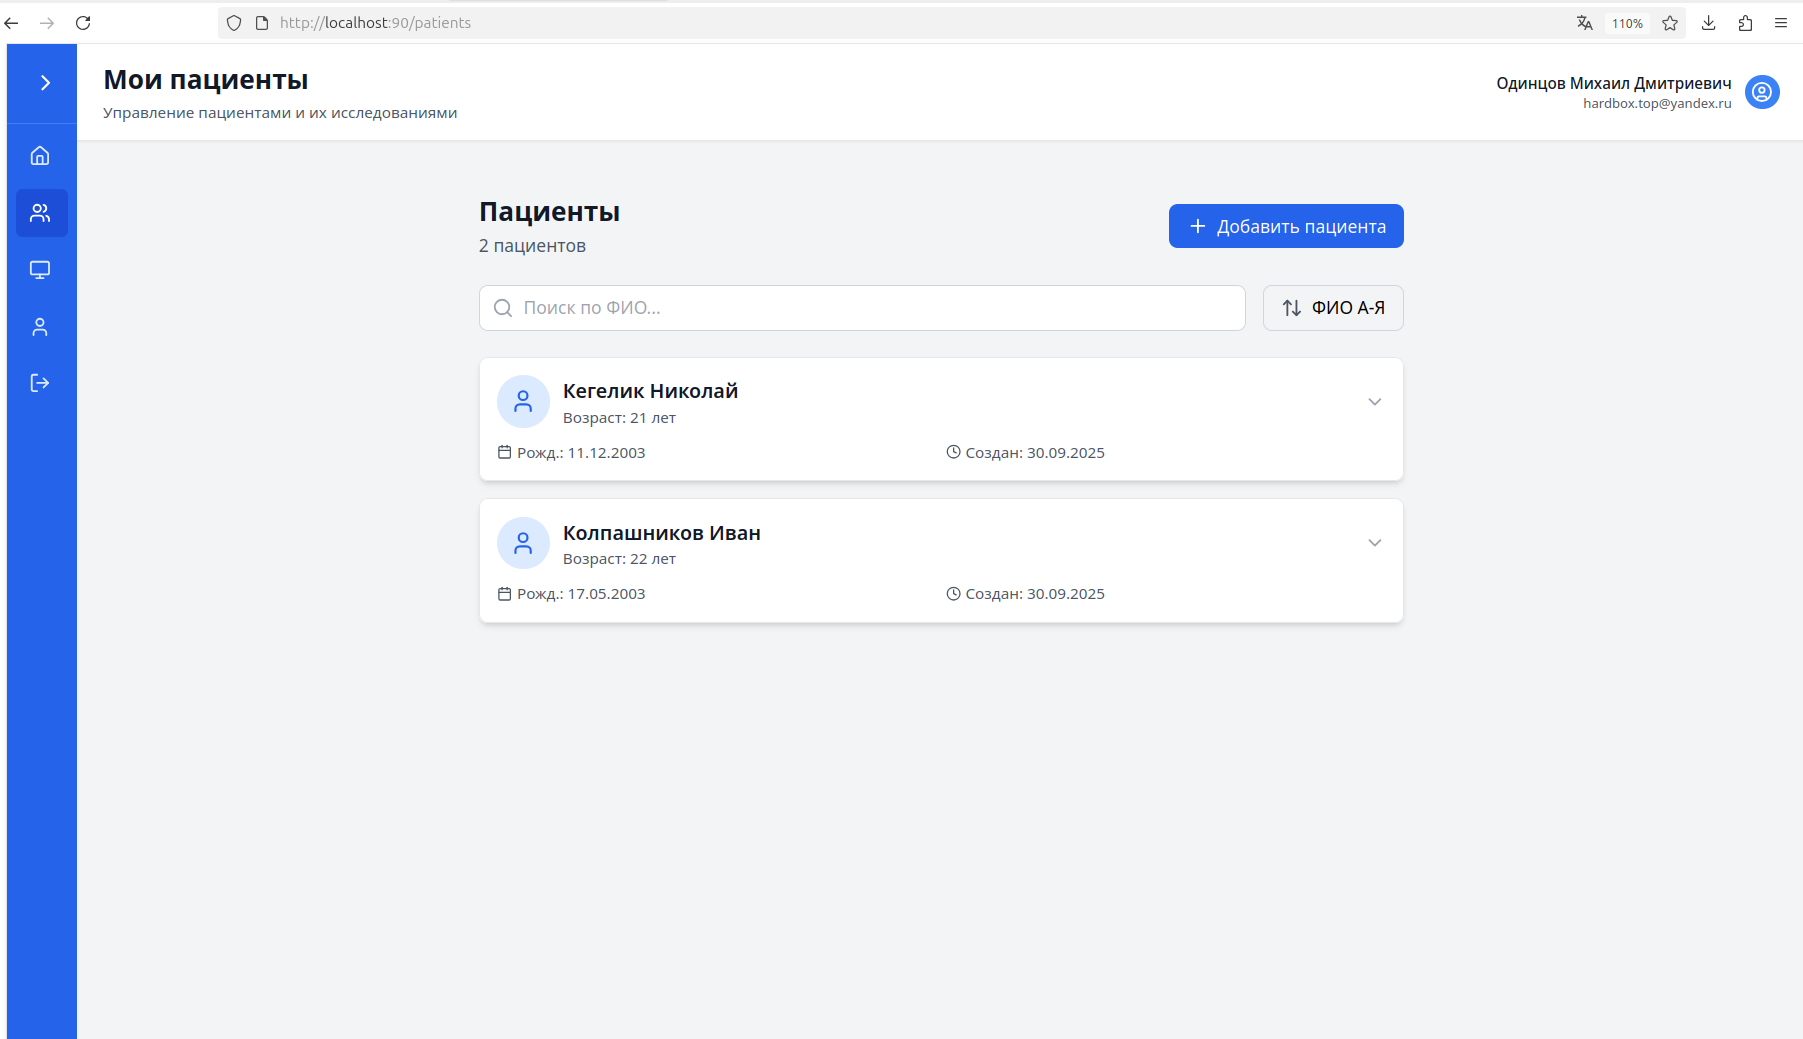 http://localhost:90/patients
110%
Мои пациенты
Управление пациентами и их исследованиями
Одинцов Михаил Дмитриевич
hardbox.top@yandex.ru
Пациенты
2 пациентов
Добавить пациента
Поиск по ФИО...
ФИО А-Я
Кегелик Николай
Возраст: 21 лет
Рожд.: 11.12.2003
Создан: 30.09.2025
Колпашников Иван
Возраст: 22 лет
Рожд.: 17.05.2003
Создан: 30.09.2025